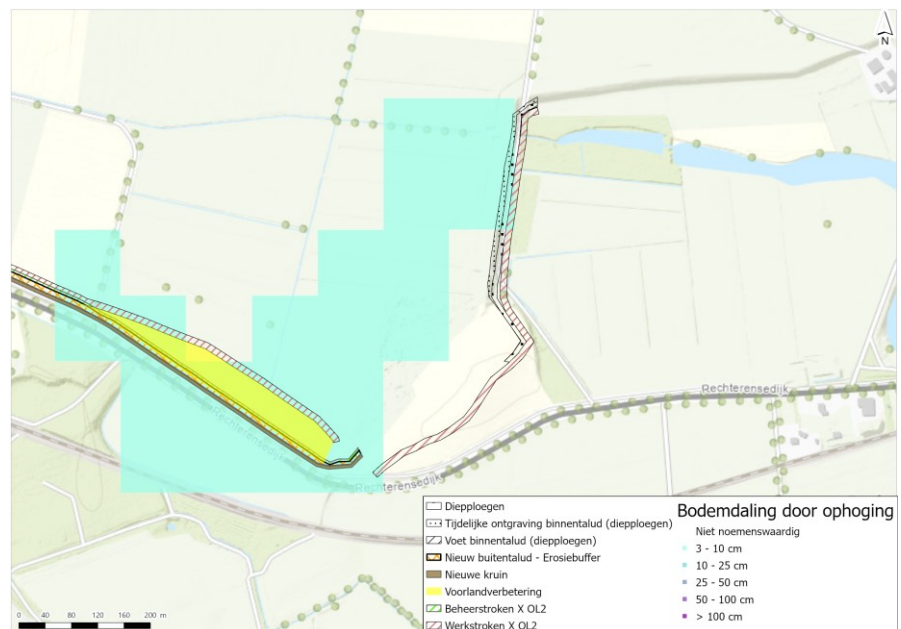 N
Rechterensedijk
Rechterensedijk
Rechterensedijk
Diepploegen
Tijdelijke ontgraving binnentalud (diepploegen)
Voet binnentalud (diepploegen)
Nieuw buitentalud - Erosiebuffer
Nieuwe kruin
Voorlandverbetering
Beheerstroken X OL2
Werkstroken X OL2
Bodemdaling door ophoging
Niet noemenswaardig
3 - 10 cm
10 - 25 cm
25 - 50 cm
50 - 100 cm
> 100 cm
0 40 80 120 160 200 m